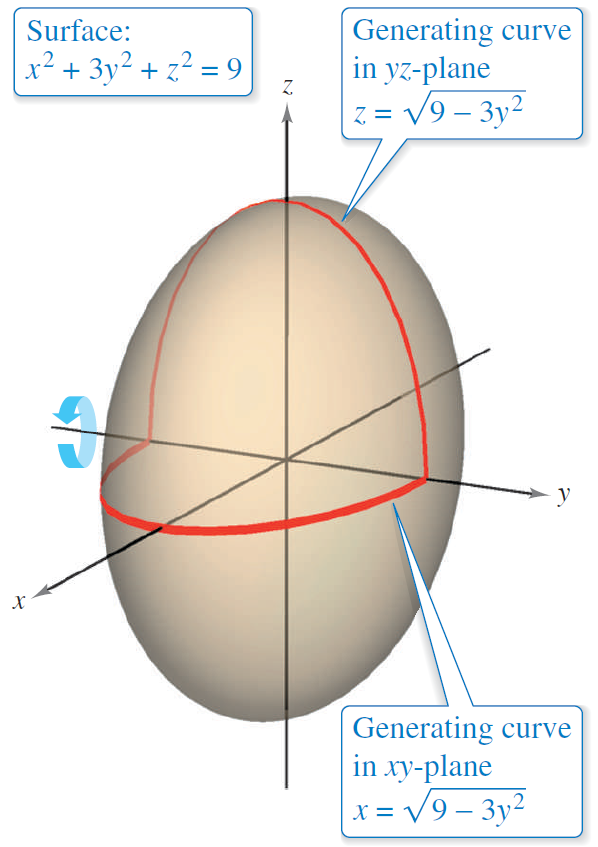 Surface:
x² + 3y² + z² = 9
Generating curve
in yz-plane
z = √(9 – 3y²)
z
y
x
Generating curve
in xy-plane
x = √(9 – 3y²)